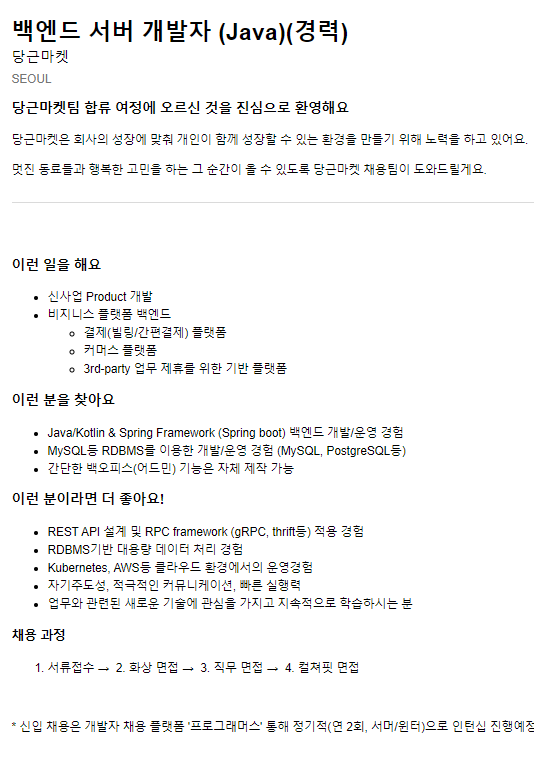 백엔드 서버 개발자 (Java)(경력)
당근마켓
SEOUL
당근마켓팀 합류 여정에 오르신 것을 진심으로 환영해요
당근마켓은 회사의 성장에 맞춰 개인이 함께 성장할 수 있는 환경을 만들기 위해 노력을 하고 있어요.
멋진 동료들과 행복한 고민을 하는 그 순간이 올 수 있도록 당근마켓 채용팀이 도와드릴게요.
이런 일을 해요
• 신사업 Product 개발
• 비지니스 플랫폼 백엔드
◦ 결제(빌링/간편결제) 플랫폼
◦ 커머스 플랫폼
◦ 3rd-party 업무 제휴를 위한 기반 플랫폼
이런 분을 찾아요
• Java/Kotlin & Spring Framework (Spring boot) 백엔드 개발/운영 경험
• MySQL등 RDBMS를 이용한 개발/운영 경험 (MySQL, PostgreSQL등)
• 간단한 백오피스(어드민) 기능은 자체 제작 가능
이런 분이라면 더 좋아요!
• REST API 설계 및 RPC framework (gRPC, thrift등) 적용 경험
• RDBMS기반 대용량 데이터 처리 경험
• Kubernetes, AWS등 클라우드 환경에서의 운영경험
• 자기주도성, 적극적인 커뮤니케이션, 빠른 실행력
• 업무와 관련된 새로운 기술에 관심을 가지고 지속적으로 학습하시는 분
채용 과정
1. 서류접수 → 2. 화상 면접 → 3. 직무 면접 → 4. 컬쳐핏 면접
* 신입 채용은 개발자 채용 플랫폼 '프로그래머스' 통해 정기적(연 2회, 서머/윈터)으로 인턴십 진행예정